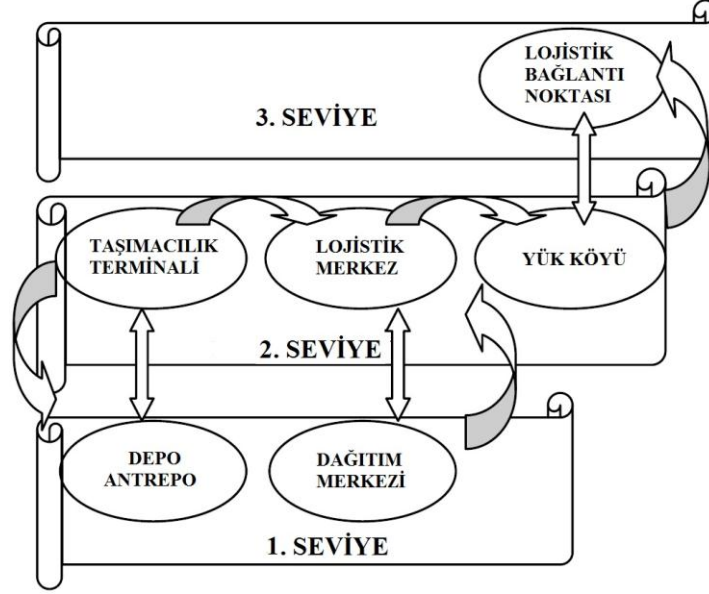 LOJİSTİK
BAĞLANTI
NOKTASI
3. SEVİYE
TAŞIMACILIK
TERMİNALİ
LOJİSTİK
MERKEZ
YÜK KÖYÜ
2. SEVİYE
DEPO
ANTREPO
DAĞITIM
MERKEZİ
1. SEVİYE